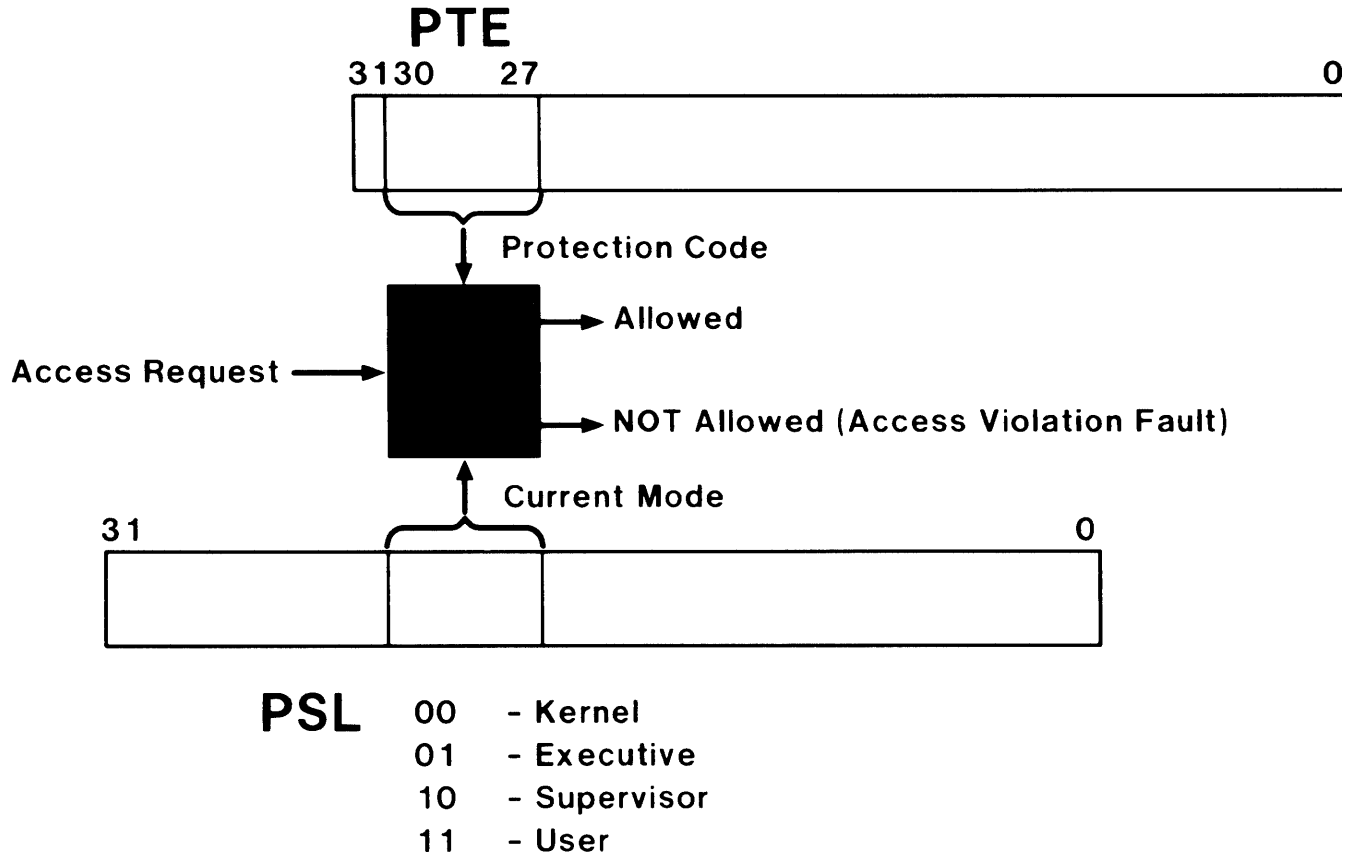 PTE
31 30 27 0
Protection Code
Allowed
Access Request
NOT Allowed (Access Violation Fault)
Current Mode
31 0
PSL
00 - Kernel
01 - Executive
10 - Supervisor
11 - User